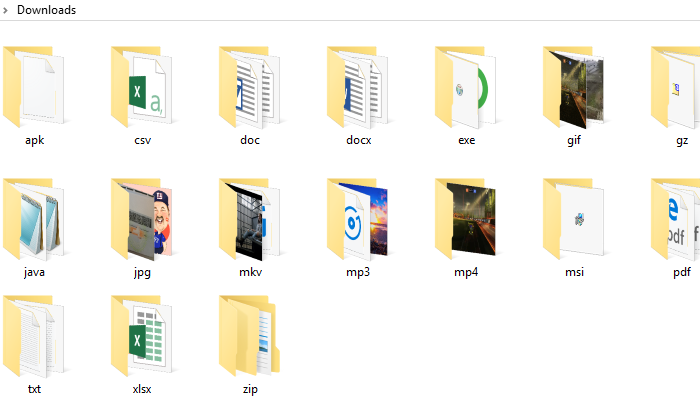 Downloads
apk csv doc docx exe gif gz
java jpg mkv mp3 mp4 msi pdf
txt xlsx zip